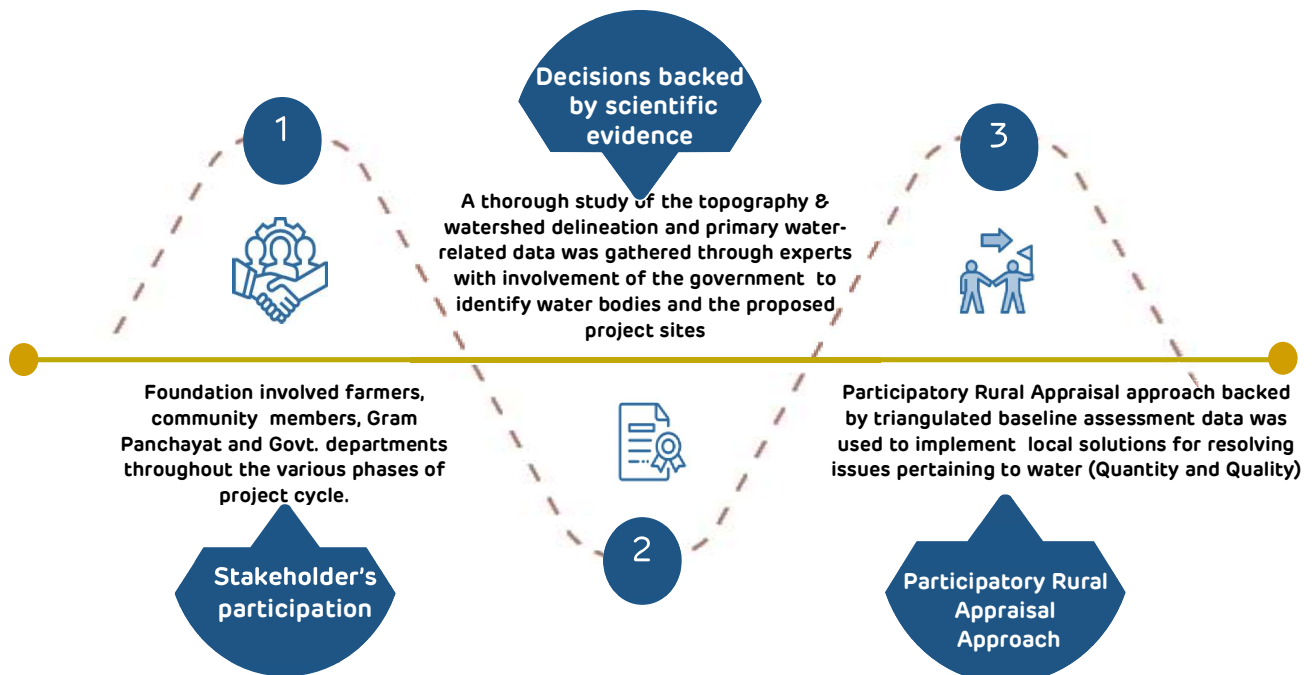 1
Foundation involved farmers,
community members, Gram
Panchayat and Govt. departments
throughout the various phases of
project cycle.
Stakeholder's
participation
Decisions backed
by scientific
evidence
A thorough study of the topography &
watershed delineation and primary water-
related data was gathered through experts
with involvement of the government to
identify water bodies and the proposed
project sites
2
3
Participatory Rural Appraisal approach backed
by triangulated baseline assessment data was
used to implement local solutions for resolving
issues pertaining to water (Quantity and Quality)
Participatory Rural
Appraisal
Approach